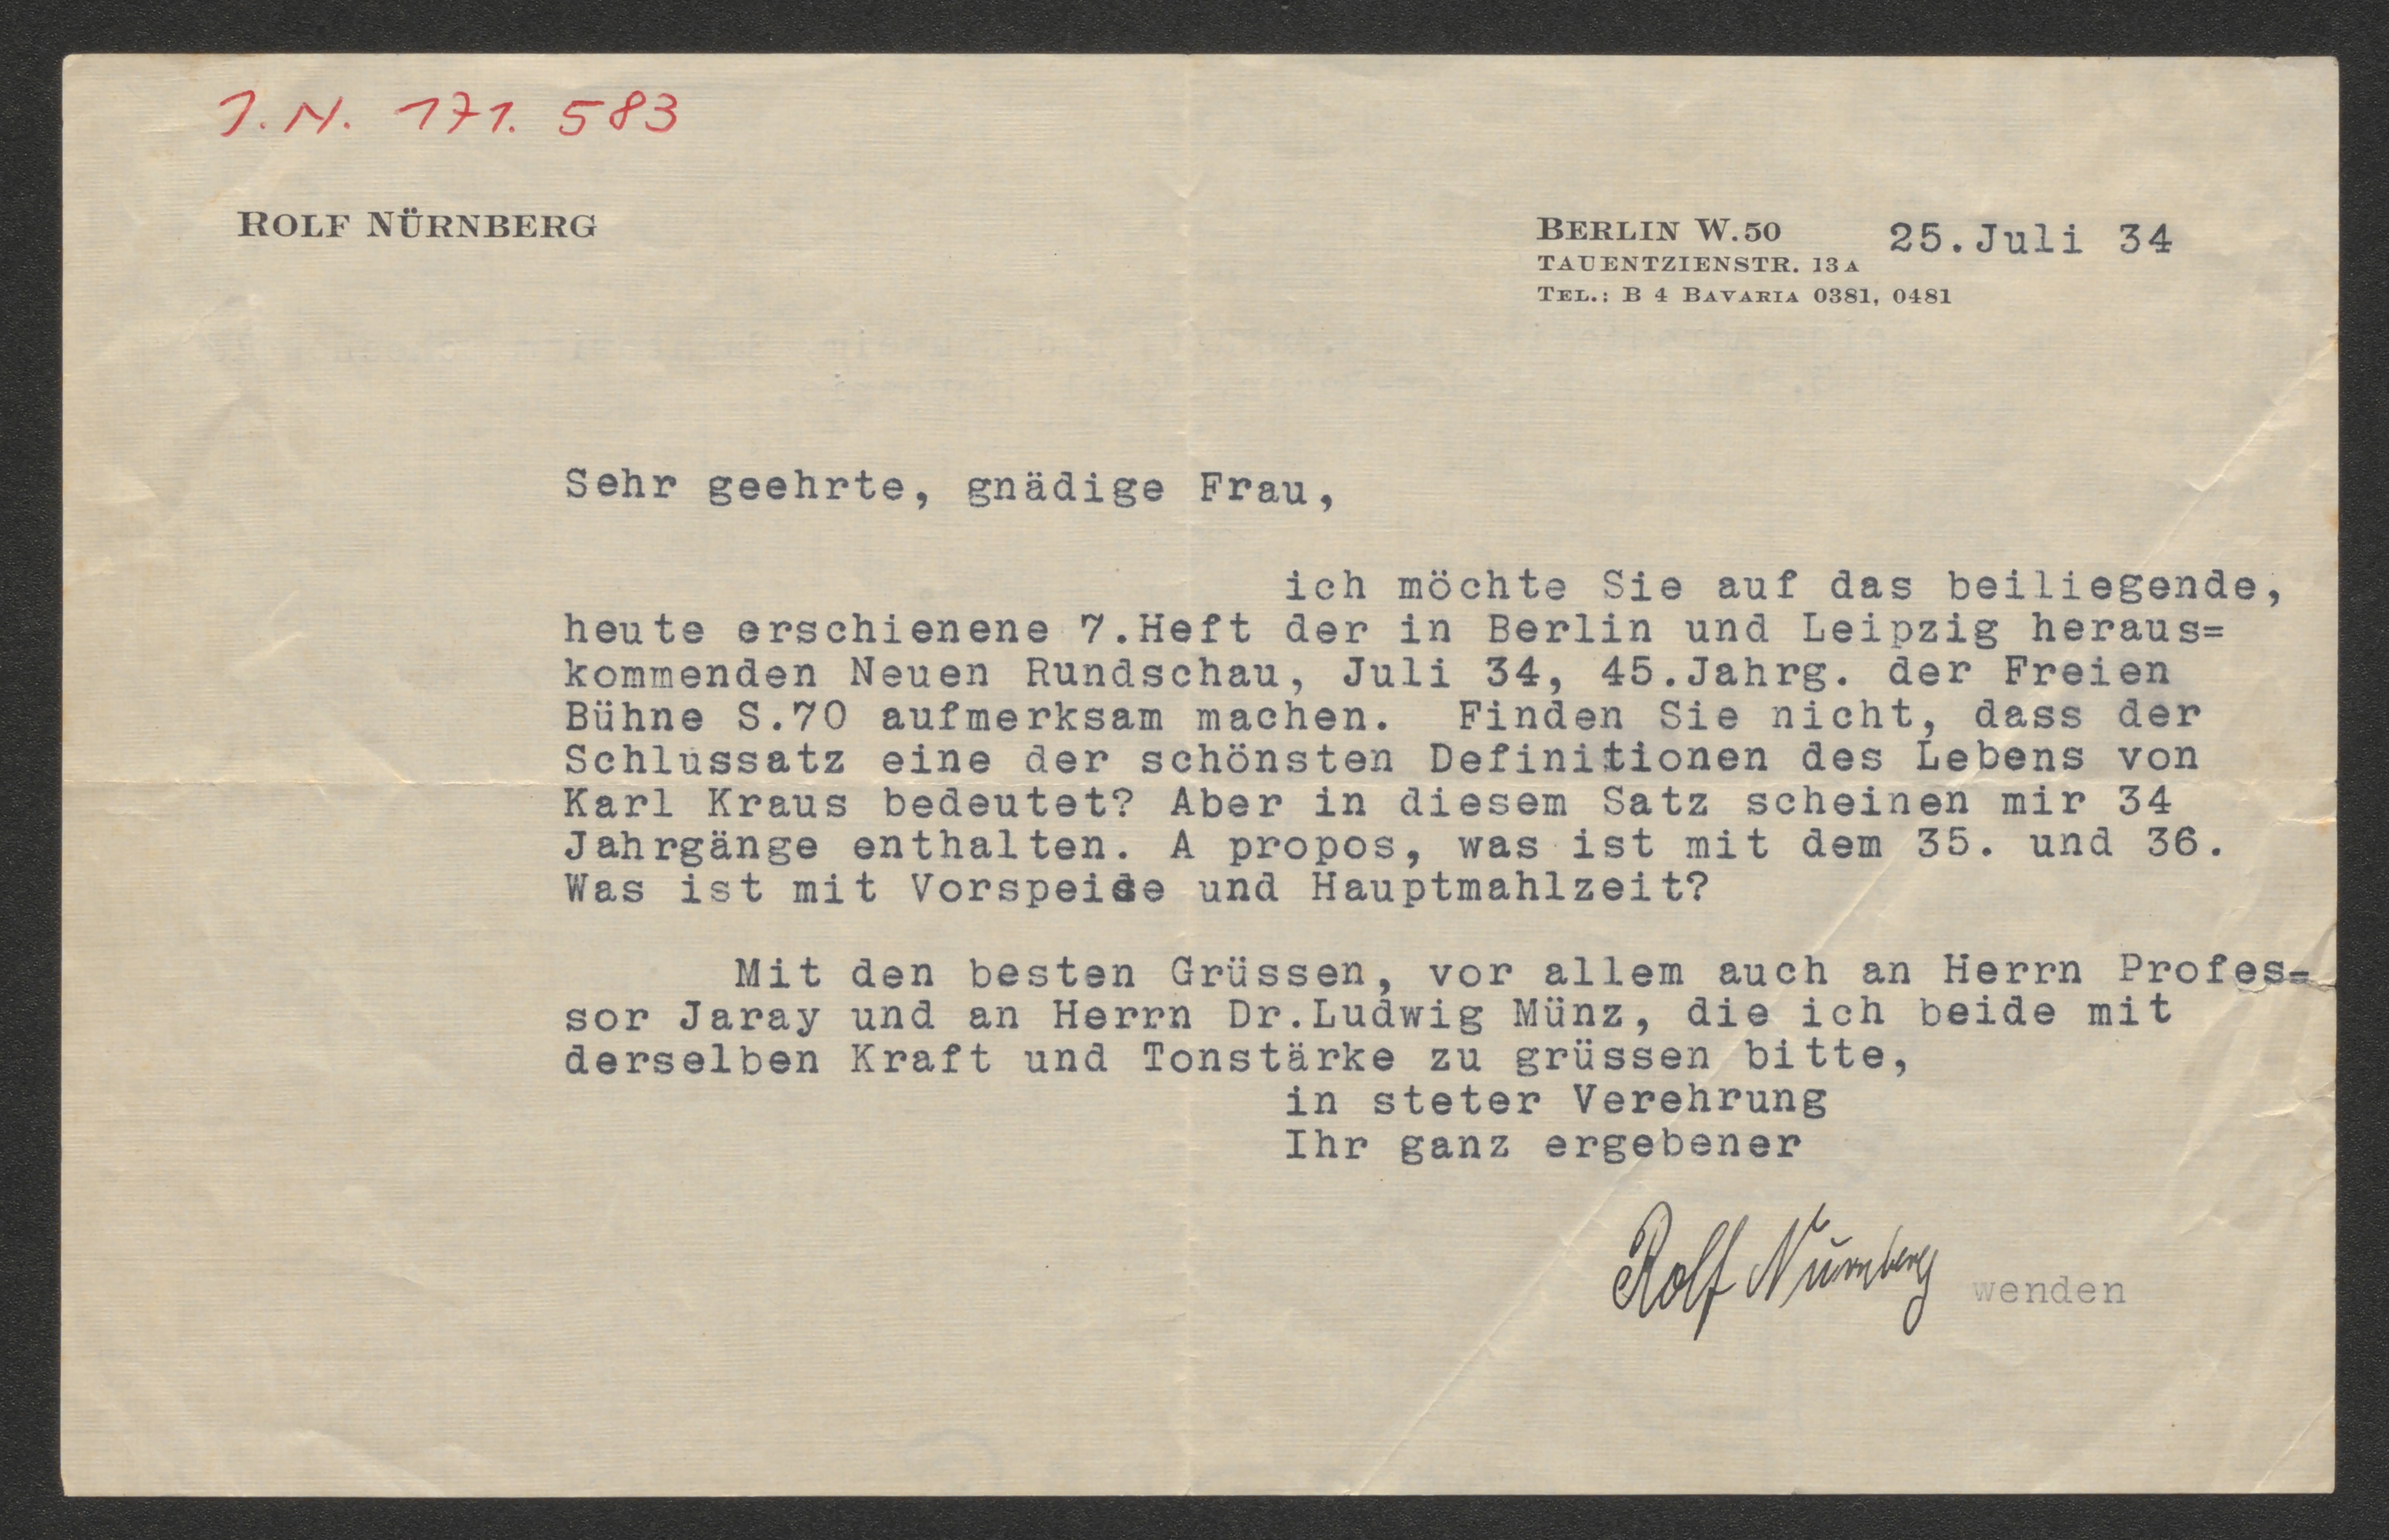 J.N. 171.583
ROLF NÜRNBERG
BERLIN W.50
25.Juli 34
TAUENTZIENSTR. 13A
TEL.: B 4 BAVARIA 0381, 0481
Sehr geehrte, gnädige Frau,
ich möchte Sie auf das beiliegende,
heute erschienene 7.Heft der in Berlin und Leipzig heraus=
kommenden Neuen Rundschau, Juli 34, 45.Jahrg. der Freien
Bühne S.70 aufmerksam machen. Finden Sie nicht, dass der
Schlussatz eine der schönsten Definitionen des Lebens von
Karl Kraus bedeutet? Aber in diesem Satz scheinen mir 34
Jahrgänge enthalten. A propos, was ist mit dem 35. und 36.
Was ist mit Vorspeise und Hauptmahlzeit?
Mit den besten Grüssen, vor allem auch an Herrn Profes=
sor Jaray und an Herrn Dr.Ludwig Münz, die ich beide mit
derselben Kraft und Tonstärke zu grüssen bitte,
in steter Verehrung
Ihr ganz ergebener
Rolf Nürnberg
wenden